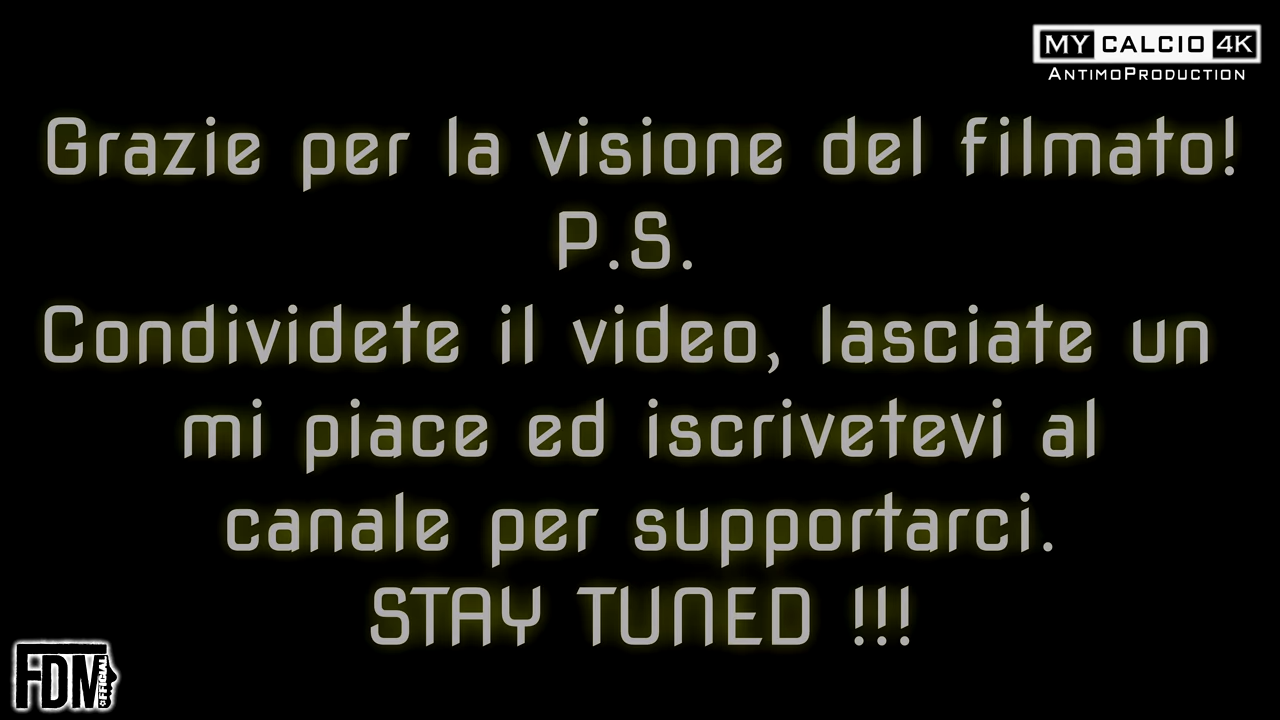 MY CALCIO 4K
AntimoProduction
Grazie per la visione del filmato!
P.S.
Condividete il video, lasciate un
mi piace ed iscrivetevi al
canale per supportarci.
STAY TUNED !!!
FDM
OFFICIAL